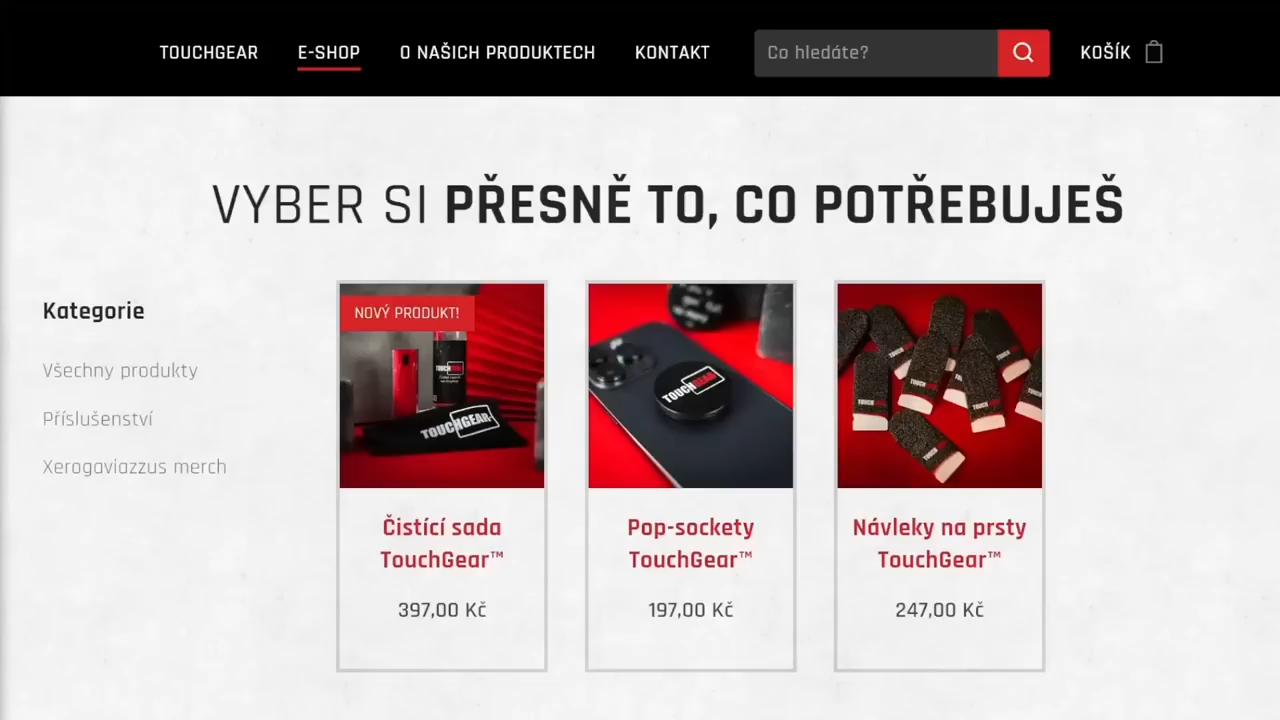 TOUCHGEAR
E-SHOP
O NAŠICH PRODUKTECH
KONTAKT
Co hledáte?
KOŠÍK
VYBER SI PŘESNĚ TO, CO POTŘEBUJEŠ
Kategorie
Všechny produkty
Příslušenství
Xerogaviazzus merch
NOVÝ PRODUKT!
TOUCHGEAR
Čistící sada
TouchGear™
397,00 Kč
TOUCHGEAR
Pop-sockety
TouchGear™
197,00 Kč
Návleky na prsty
TouchGear™
247,00 Kč